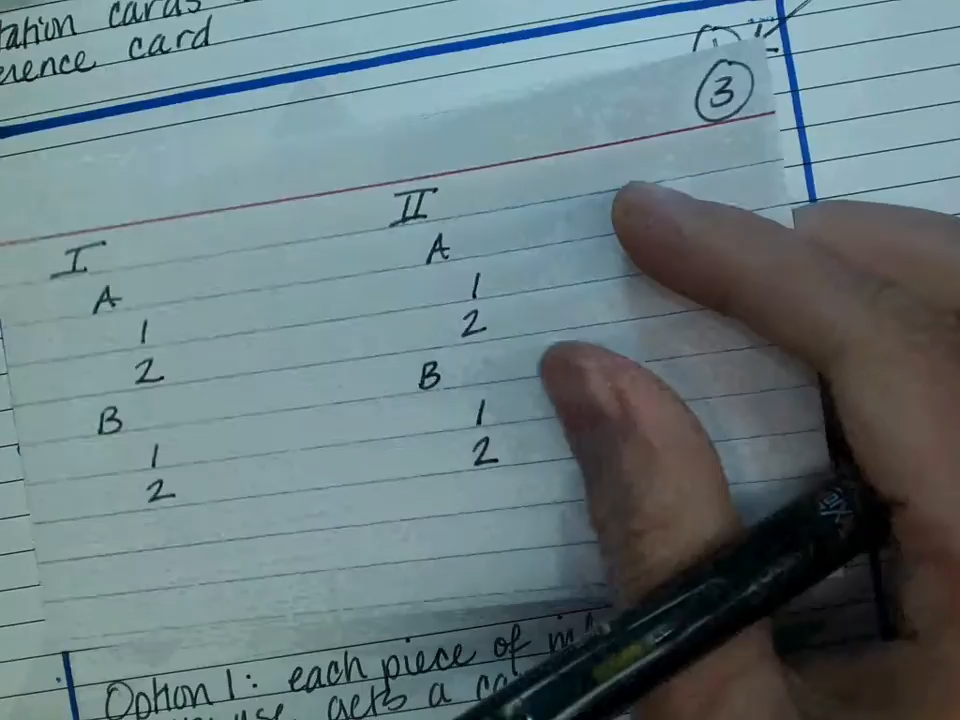 tation cards
erence card
3
I
A
1
2
B
1
2
II
A
1
2
B
1
2
Option 1: each piece of
gets a